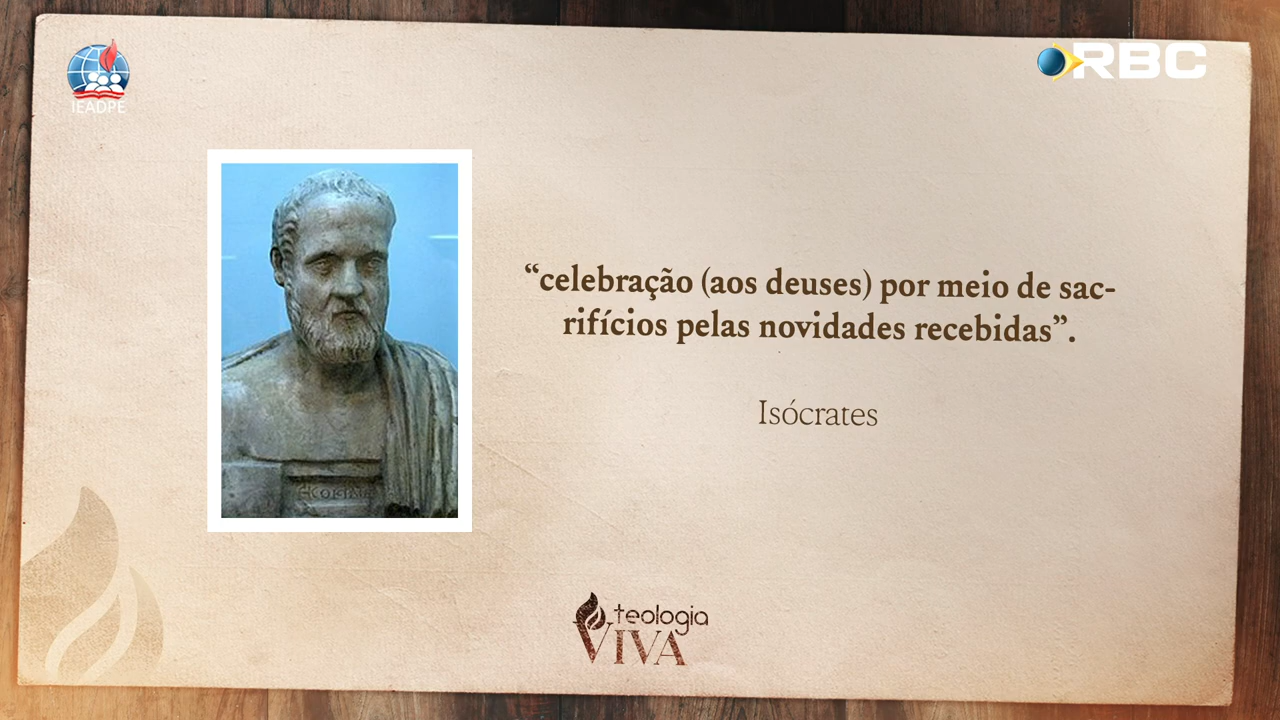 IEADPE
RBC
“celebração (aos deuses) por meio de sac-
rifícios pelas novidades recebidas”.
Isócrates
teologia
VIVA